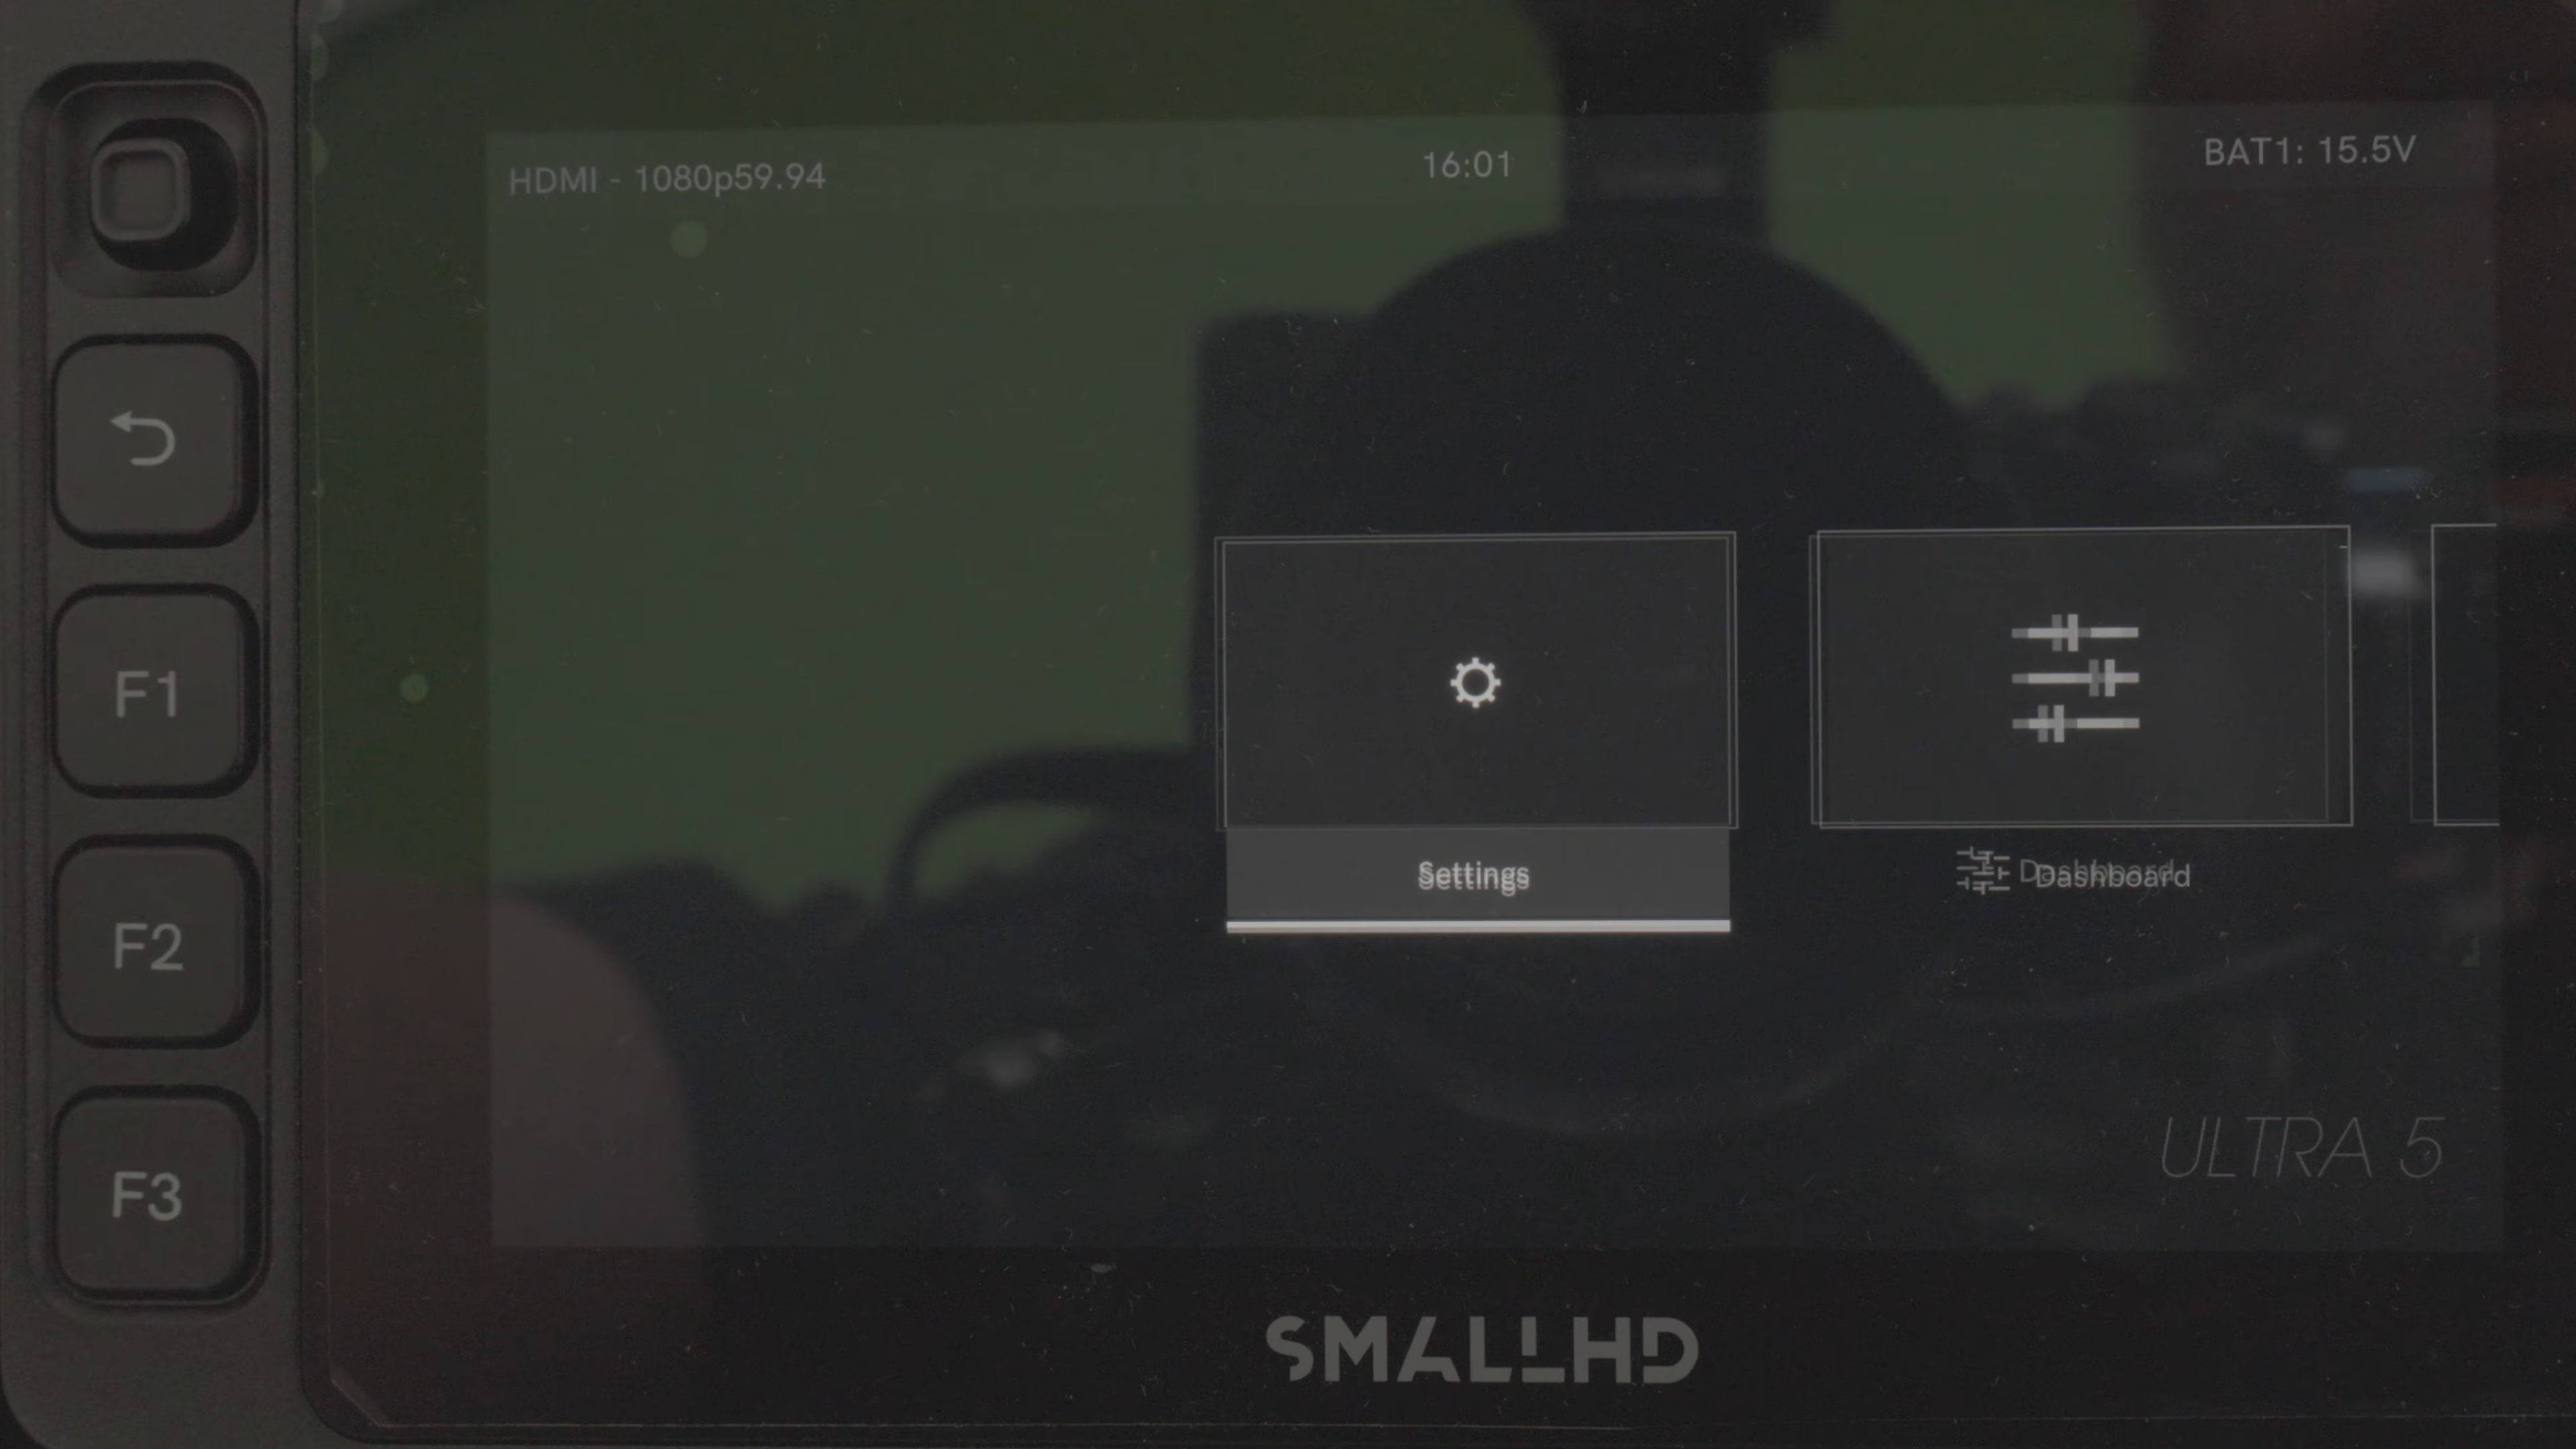 HDMI - 1080p59.94
16:01
BAT1: 15.5V
F1
F2
F3
Settings
Dashboard
ULTRA 5
SMALLHD